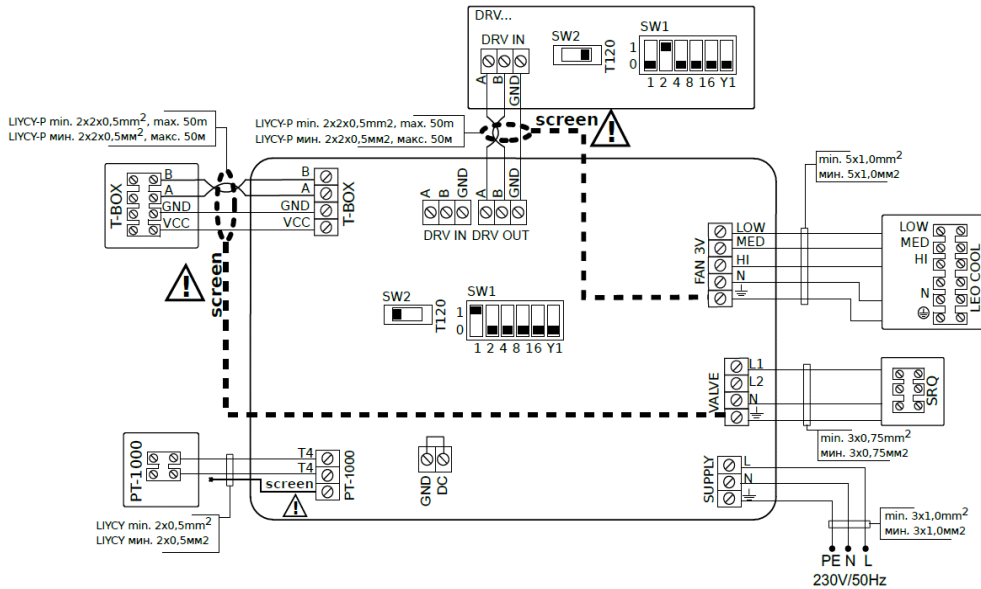 DRV...
DRV IN
SW2
SW1
T120
1
0
1 2 4 8 16 Y1
A
B
GND
LIYCY-P min. 2x2x0,5mm², max. 50m
LIYCY-P мин. 2x2x0,5мм², макс. 50м
LIYCY-P min. 2x2x0,5mm2, max. 50m
LIYCY-P мин. 2x2x0,5мм2, макс. 50м
screen
min. 5x1,0mm²
мин. 5x1,0мм2
T-BOX
B
A
GND
VCC
B
A
GND
VCC
T-BOX
A
B
GND
A
B
GND
DRV IN DRV OUT
screen
FAN 3V
LOW
MED
HI
N
LOW
MED
HI
N
LEO COOL
SW2
T120
SW1
1
0
1 2 4 8 16 Y1
VALVE
L1
L2
N
SRQ
min. 3x0,75mm²
мин. 3x0,75мм2
PT-1000
T4
T4
screen
PT-1000
GND
DC
SUPPLY
L
N
LIYCY min. 2x0,5mm²
LIYCY мин. 2x0,5мм2
min. 3x1,0mm²
мин. 3x1,0мм2
PE N L
230V/50Hz